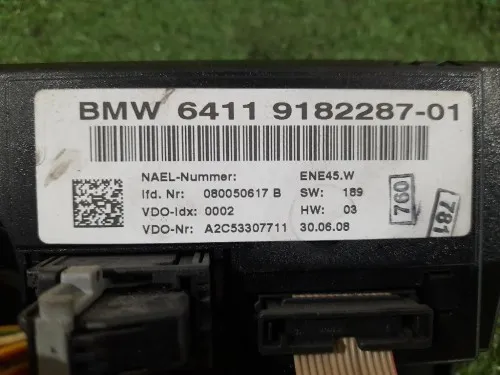 BMW 6411 9182287-01
NAEL-Nummer: ENE45.W
lfd. Nr: 080050617 B SW: 189
VDO-Idx: 0002 HW: 03
VDO-Nr: A2C53307711 30.06.08
760
781